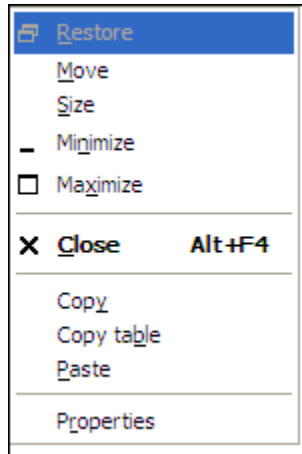 Restore
Move
Size
Minimize
Maximize
Close Alt+F4
Copy
Copy table
Paste
Properties